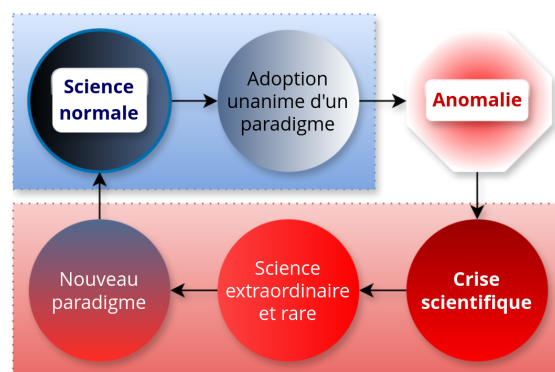 Science
normale
Adoption
unanime d'un
paradigme
Anomalie
Nouveau
paradigme
Science
extraordinaire
et rare
Crise
scientifique